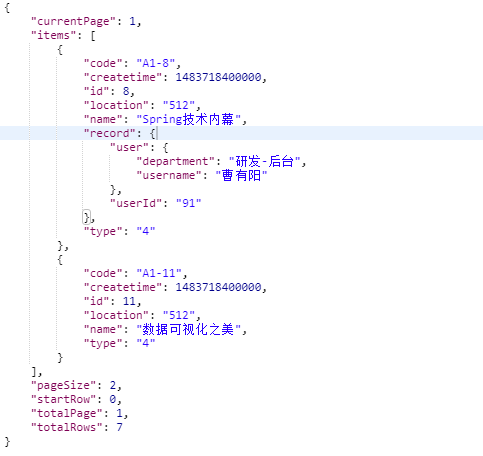 {
    "currentPage": 1,
    "items": [
        {
            "code": "A1-8",
            "createtime": 1483718400000,
            "id": 8,
            "location": "512",
            "name": "Spring技术内幕",
            "record": {
                "user": {
                    "department": "研发-后台",
                    "username": "曹有阳"
                },
                "userId": "91"
            },
            "type": "4"
        },
        {
            "code": "A1-11",
            "createtime": 1483718400000,
            "id": 11,
            "location": "512",
            "name": "数据可视化之美",
            "type": "4"
        }
    ],
    "pageSize": 2,
    "startRow": 0,
    "totalPage": 1,
    "totalRows": 7
}